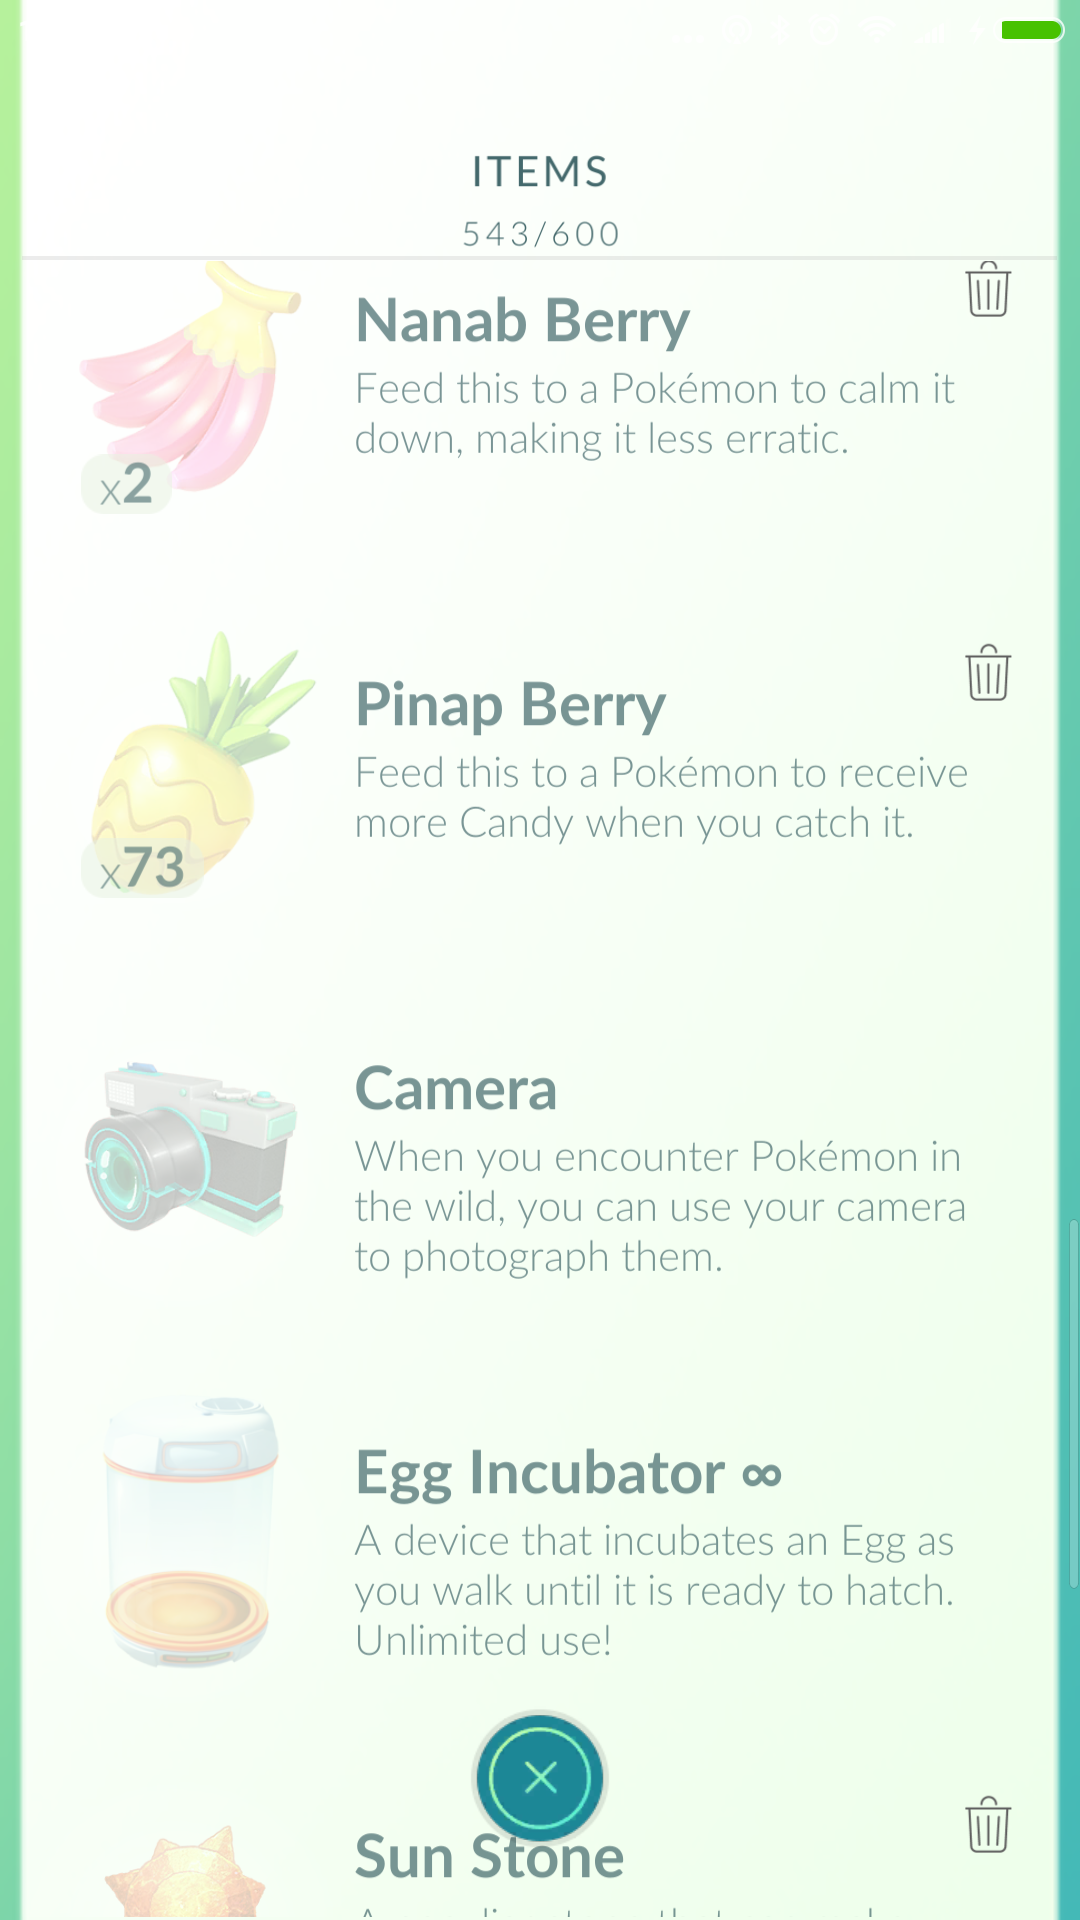 ITEMS
543/600
Nanab Berry
Feed this to a Pokémon to calm it
down, making it less erratic.
x2
Pinap Berry
Feed this to a Pokémon to receive
more Candy when you catch it.
x73
Camera
When you encounter Pokémon in
the wild, you can use your camera
to photograph them.
Egg Incubator ∞
A device that incubates an Egg as
you walk until it is ready to hatch.
Unlimited use!
Sun Stone